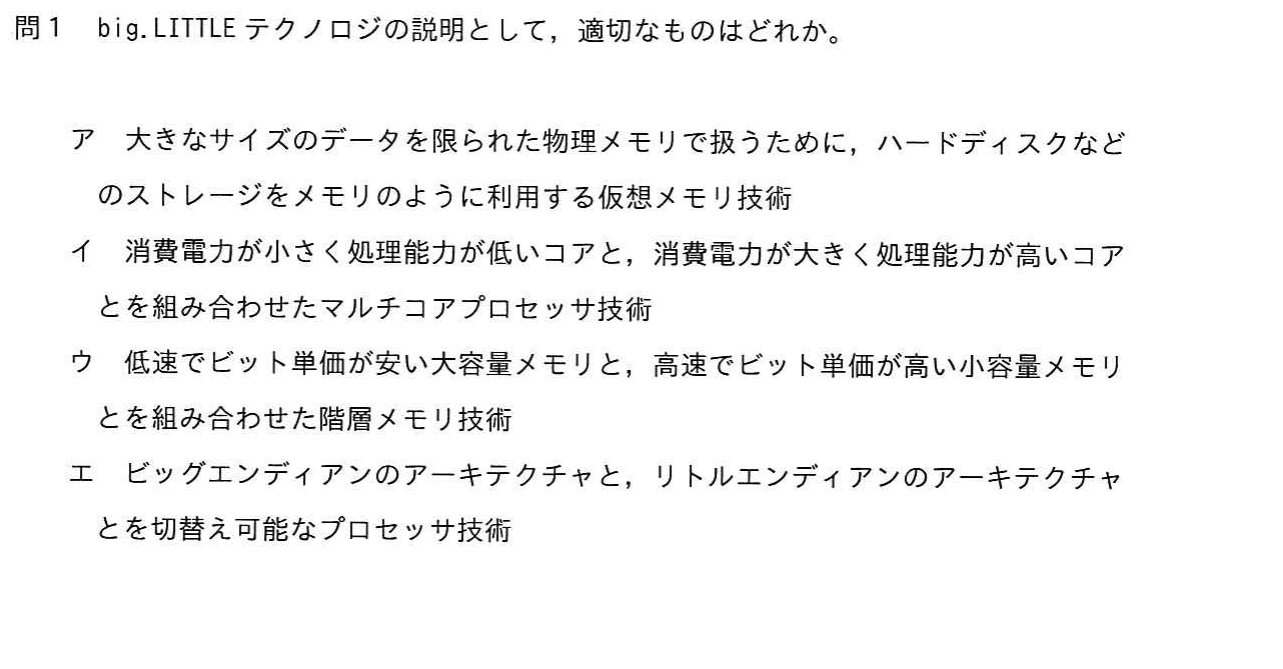 問1 big.LITTLE テクノロジの説明として，適切なものはどれか。
ア 大きなサイズのデータを限られた物理メモリで扱うために，ハードディスクなど
のストレージをメモリのように利用する仮想メモリ技術
イ 消費電力が小さく処理能力が低いコアと，消費電力が大きく処理能力が高いコア
とを組み合わせたマルチコアプロセッサ技術
ウ 低速でビット単価が安い大容量メモリと，高速でビット単価が高い小容量メモリ
とを組み合わせた階層メモリ技術
エ ビッグエンディアンのアーキテクチャと，リトルエンディアンのアーキテクチャ
とを切替え可能なプロセッサ技術